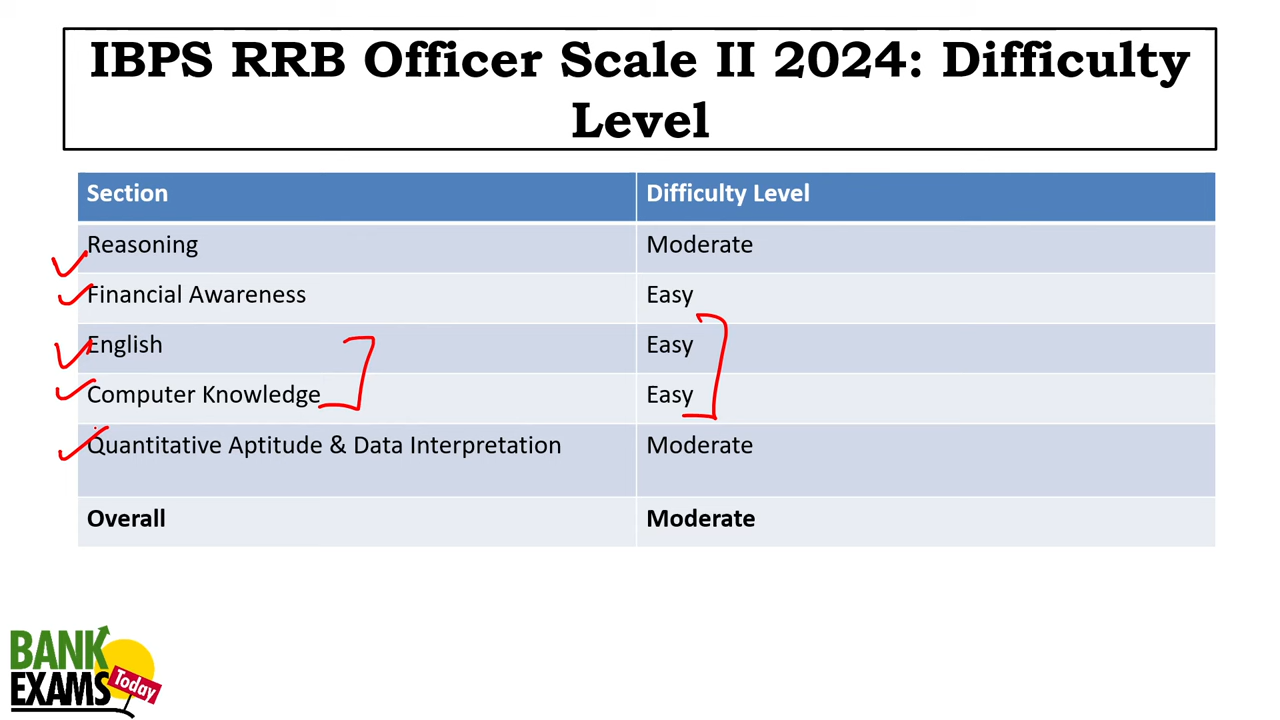 IBPS RRB Officer Scale II 2024: Difficulty
Level
Section Difficulty Level
Reasoning Moderate
Financial Awareness Easy
English Easy
Computer Knowledge Easy
Quantitative Aptitude & Data Interpretation Moderate
Overall Moderate
BANK
EXAMS Today